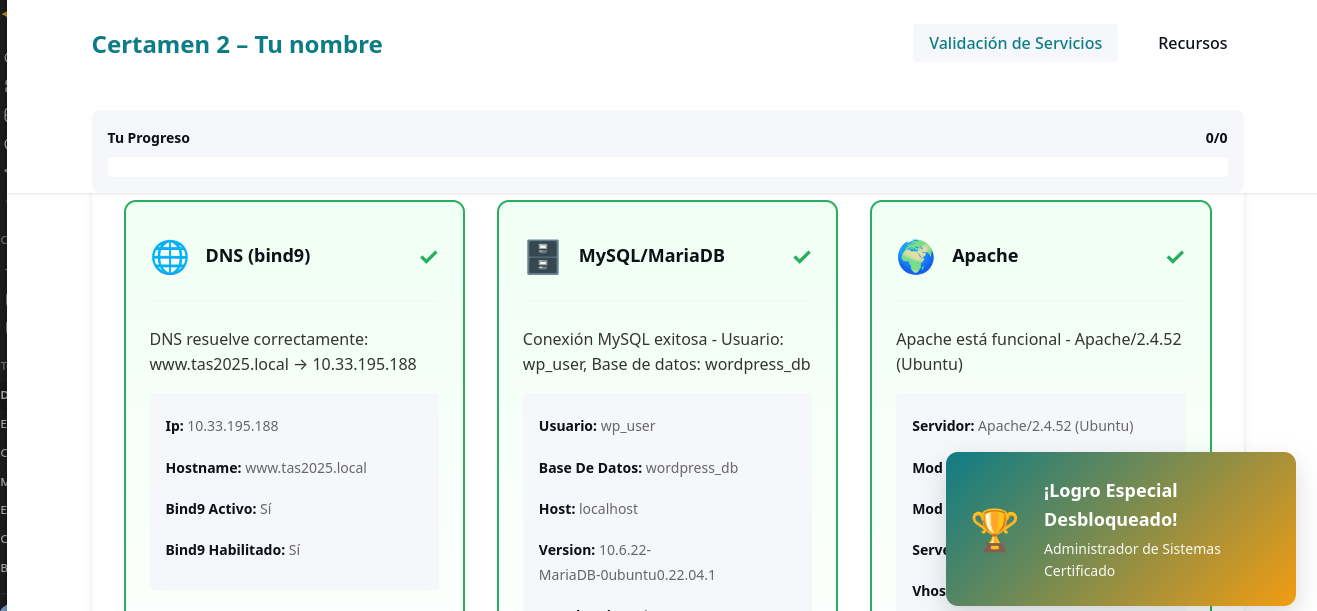 Certamen 2 – Tu nombre
Validación de Servicios
Recursos
Tu Progreso
0/0
DNS (bind9)
DNS resuelve correctamente:
www.tas2025.local → 10.33.195.188
Ip: 10.33.195.188
Hostname: www.tas2025.local
Bind9 Activo: Sí
Bind9 Habilitado: Sí
MySQL/MariaDB
Conexión MySQL exitosa - Usuario:
wp_user, Base de datos: wordpress_db
Usuario: wp_user
Base De Datos: wordpress_db
Host: localhost
Version: 10.6.22-
MariaDB-0ubuntu0.22.04.1
Apache
Apache está funcional - Apache/2.4.52
(Ubuntu)
Servidor: Apache/2.4.52 (Ubuntu)
Mod
Mod
Serve
Vhos
¡Logro Especial
Desbloqueado!
Administrador de Sistemas
Certificado